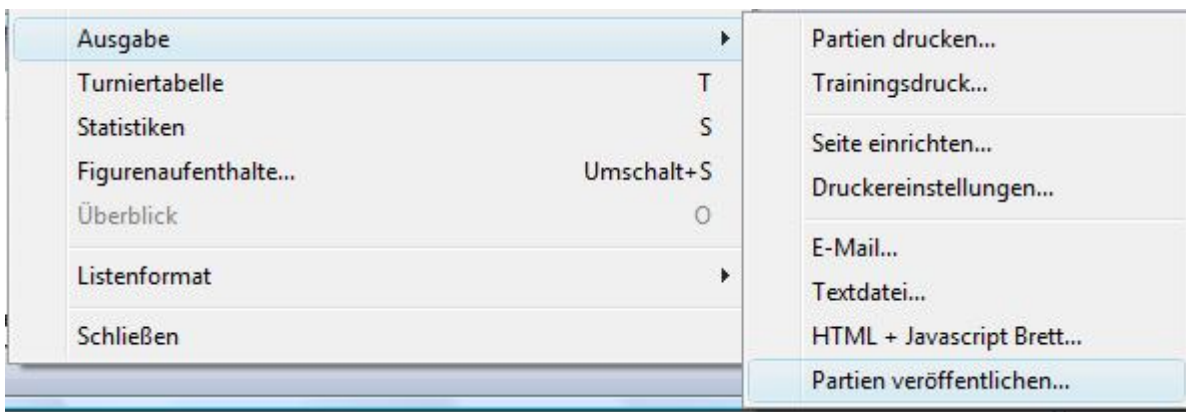 Ausgabe
Turniertabelle T
Statistiken S
Figurenaufenthalte... Umschalt+S
Überblick O
Listenformat
Schließen
Partien drucken...
Trainingsdruck...
Seite einrichten...
Druckereinstellungen...
E-Mail...
Textdatei...
HTML + Javascript Brett...
Partien veröffentlichen...